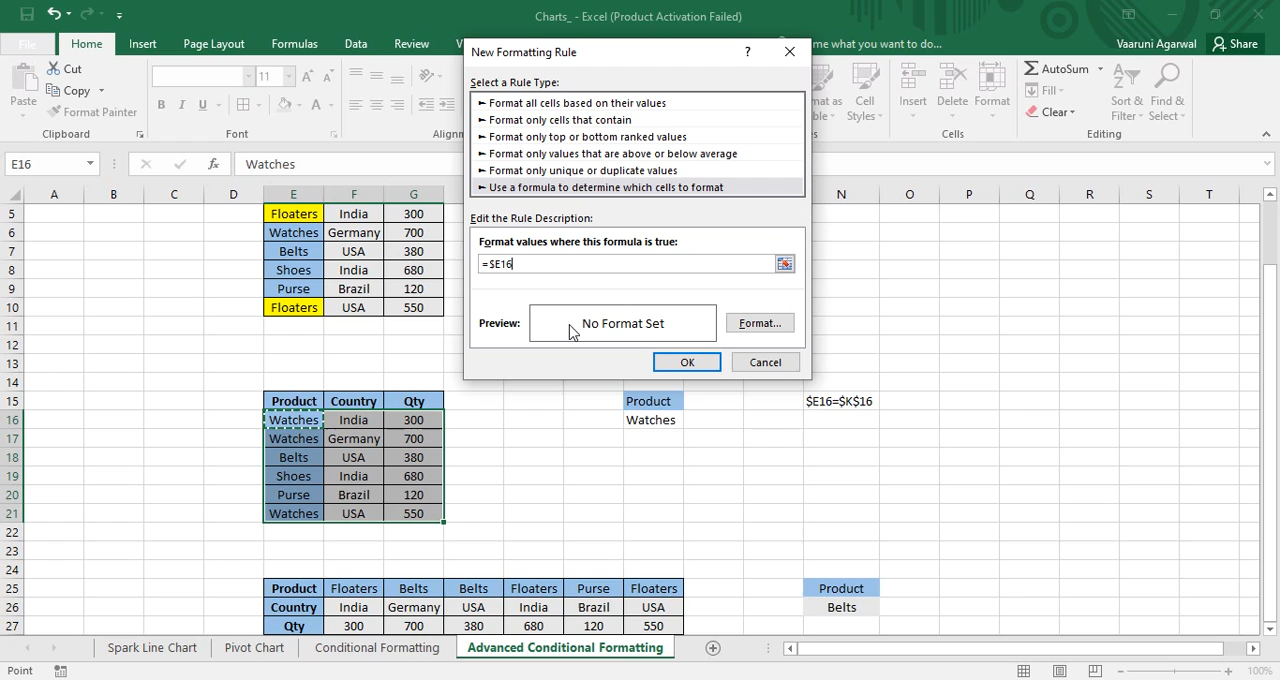 Charts_ - Excel (Product Activation Failed)
File Home Insert Page Layout Formulas Data Review me what you want to do... Vaaruni Agarwal Share
Paste Cut Copy Format Painter Clipboard
11 B I U A Font
Alignm
Cell Styles
Insert Delete Format Cells
AutoSum Fill Clear Sort & Filter Find & Select Editing
E16 fx Watches
A B C D E F G N O P Q R S T
5 Floaters India 300
6 Watches Germany 700
7 Belts USA 380
8 Shoes India 680
9 Purse Brazil 120
10 Floaters USA 550
11
12
13
14
15 Product Country Qty Product $E16=$K$16
16 Watches India 300 Watches
17 Watches Germany 700
18 Belts USA 380
19 Shoes India 680
20 Purse Brazil 120
21 Watches USA 550
22
23
24
25 Product Floaters Belts Belts Floaters Purse Floaters Product
26 Country India Germany USA India Brazil USA Belts
27 Qty 300 700 380 680 120 550
New Formatting Rule ?
Select a Rule Type:
► Format all cells based on their values
► Format only cells that contain
► Format only top or bottom ranked values
► Format only values that are above or below average
► Format only unique or duplicate values
► Use a formula to determine which cells to format
Edit the Rule Description:
Format values where this formula is true:
=$E16
Preview: No Format Set Format...
OK Cancel
Spark Line Chart Pivot Chart Conditional Formatting Advanced Conditional Formatting
Point 100%